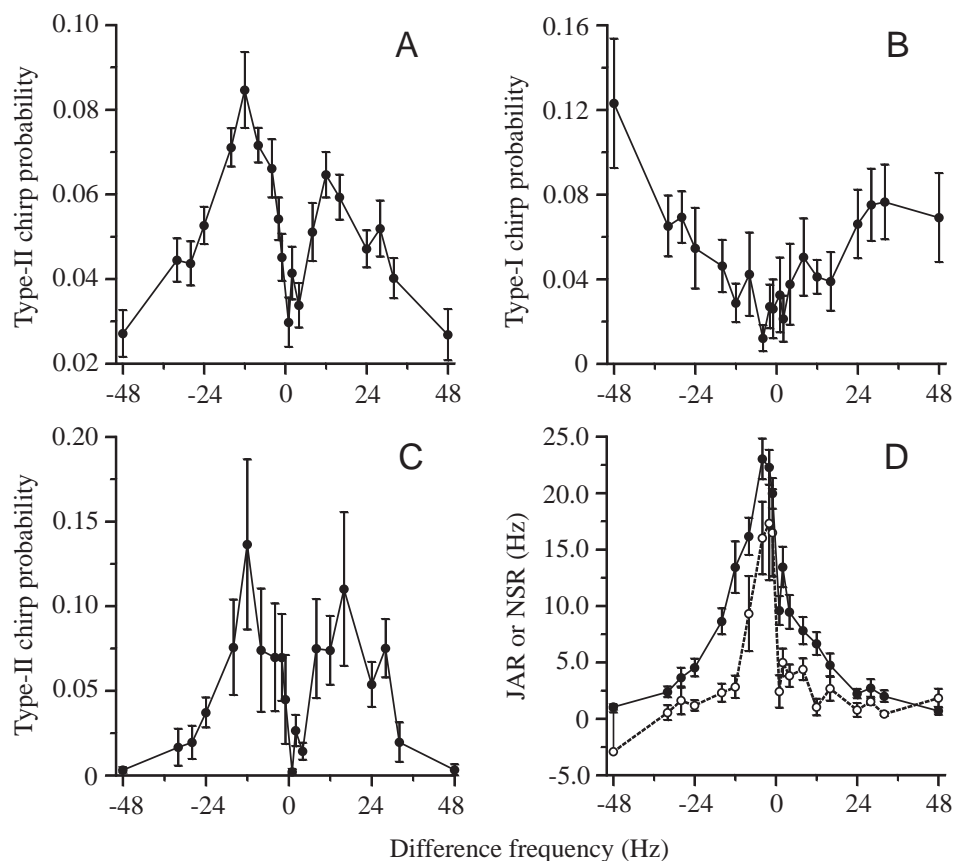 A
Type-II chirp probability
0.10
0.08
0.06
0.04
0.02
-48 -24 0 24 48
B
Type-I chirp probability
0.16
0.12
0.08
0.04
0
-48 -24 0 24 48
C
Type-II chirp probability
0.20
0.15
0.10
0.05
0
-48 -24 0 24 48
D
JAR or NSR (Hz)
25.0
20.0
15.0
10.0
5.0
0
-5.0
-48 -24 0 24 48
Difference frequency (Hz)